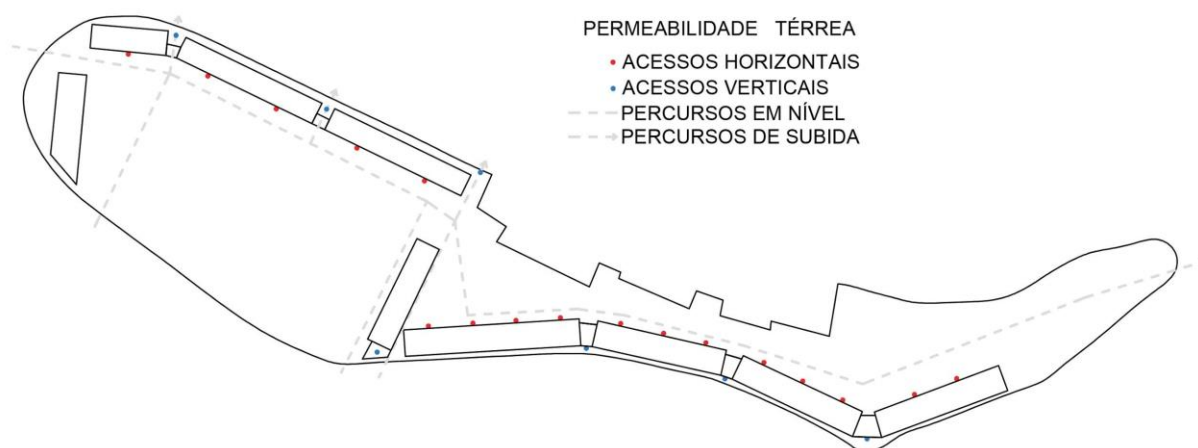 PERMEABILIDADE TÉRREA
ACESSOS HORIZONTAIS
ACESSOS VERTICAIS
PERCURSOS EM NÍVEL
PERCURSOS DE SUBIDA